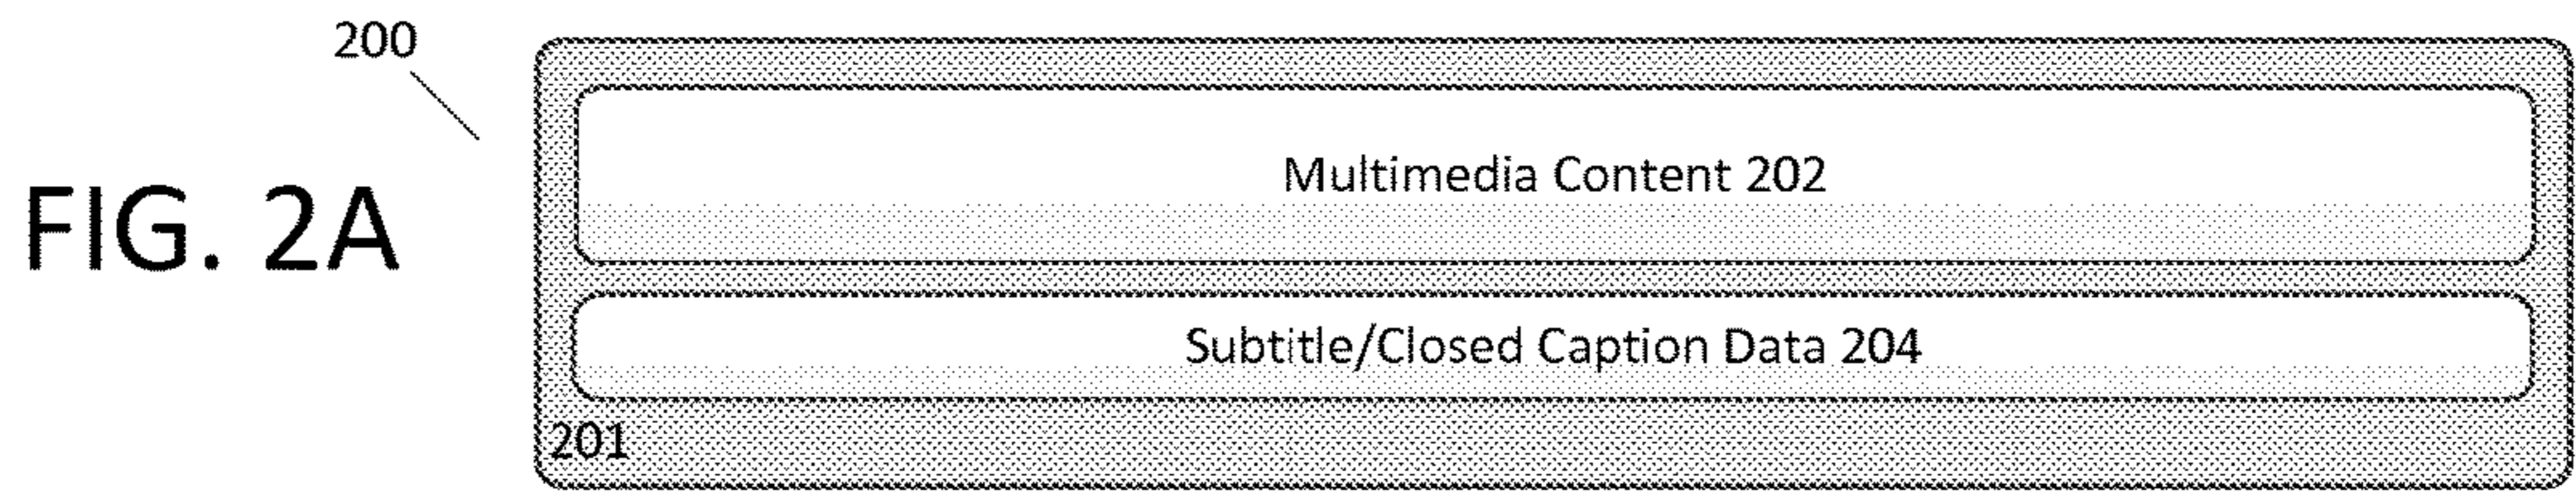 200
FIG. 2A
Multimedia Content 202
Subtitle/Closed Caption Data 204
201